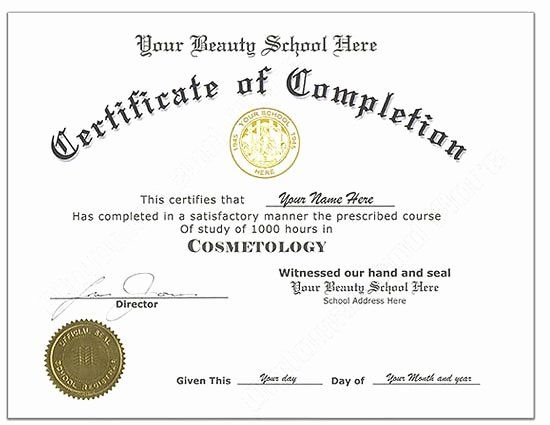 Your Beauty School Here
Certificate of Completion
YOUR SCHOOL
HERE
This certifies that Your Name Here
Has completed in a satisfactory manner the prescribed course
Of study of 1000 hours in
COSMETOLOGY
Witnessed our hand and seal
Your Beauty School Here
School Address Here
Director
OFFICIAL SEAL
SCHOOL REGISTRAR
Given This Your day Day of Your Month and year